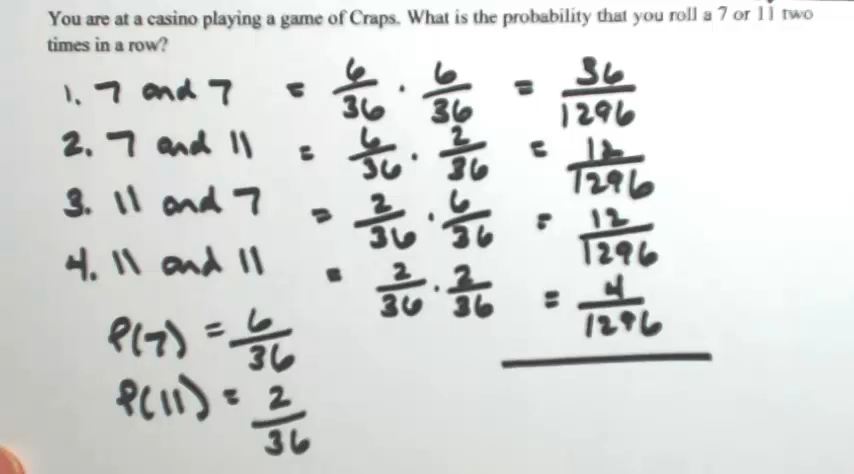 You are at a casino playing a game of Craps. What is the probability that you roll a 7 or 11 two
times in a row?
1. 7 and 7 = 6/36 · 6/36 = 36/1296
2. 7 and 11 = 6/36 · 2/36 = 12/1296
3. 11 and 7 = 2/36 · 6/36 = 12/1296
4. 11 and 11 = 2/36 · 2/36 = 4/1296
P(7) = 6/36
P(11) = 2/36